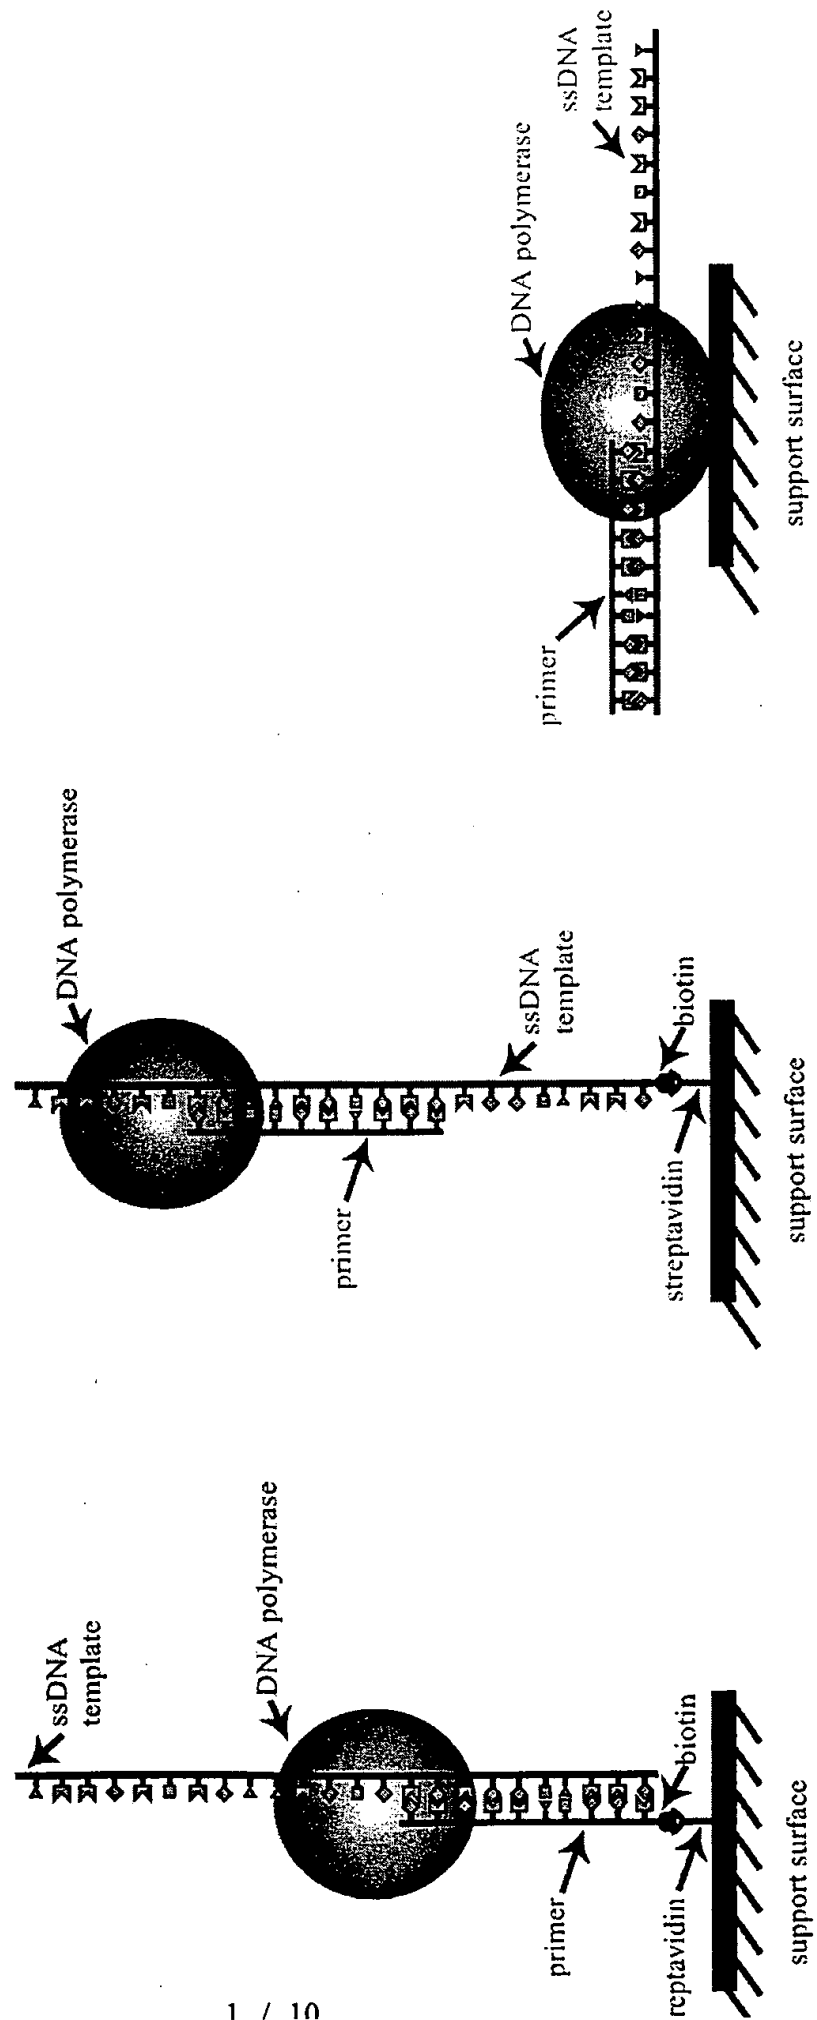 ssDNA
template
DNA polymerase
primer
biotin
reptavidin
support surface
DNA polymerase
ssDNA
template
primer
biotin
streptavidin
support surface
ssDNA
template
DNA polymerase
primer
support surface
1 / 10